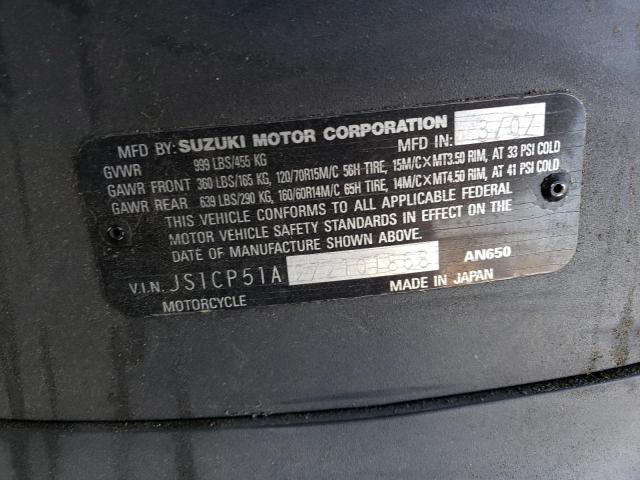 MFD BY: SUZUKI MOTOR CORPORATION MFD IN: 3/02
GVWR 999 LBS/455 KG
GAWR FRONT 360 LBS/165 KG, 120/70R15M/C 56H TIRE, 15M/C×MT3.50 RIM, AT 33 PSI COLD
GAWR REAR 639 LBS/290 KG, 160/60R14M/C 65H TIRE, 14M/C×MT4.50 RIM, AT 41 PSI COLD
THIS VEHICLE CONFORMS TO ALL APPLICABLE FEDERAL
MOTOR VEHICLE SAFETY STANDARDS IN EFFECT ON THE
DATE OF MANUFACTURE SHOWN ABOVE.
AN650
V.I.N. JS1CP51A272101868
MADE IN JAPAN
MOTORCYCLE